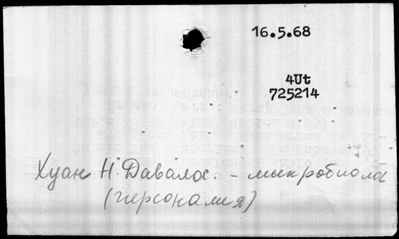 16.5.68
4Ut
725214
Хуан Н. Давалос. – микробиолог
(персоналия)